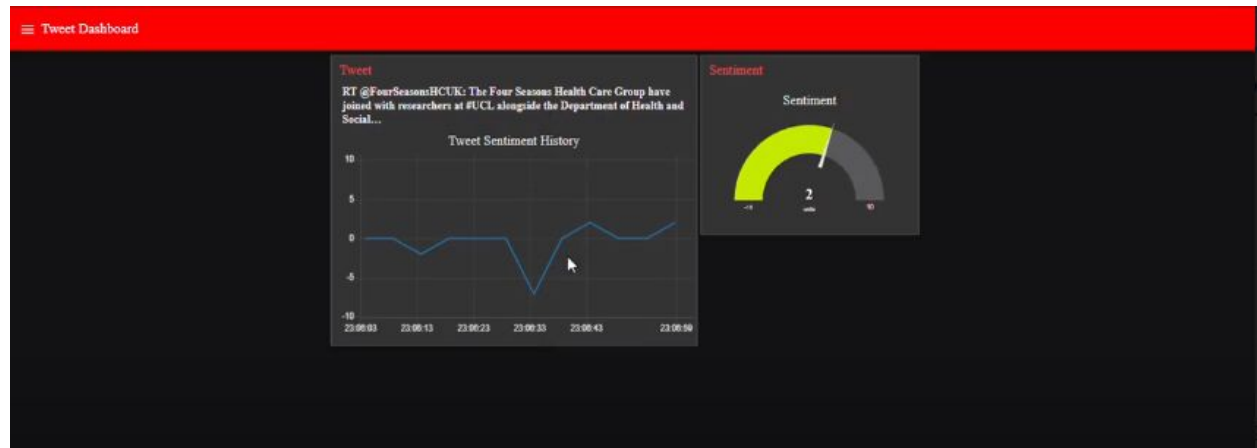 Tweet Dashboard
Tweet
RT @FourSeasonsHCUK: The Four Seasons Health Care Group have
joined with researchers at #UCL alongside the Department of Health and
Social...
Tweet Sentiment History
10
5
0
-5
-10
23:08:03 23:08:13 23:08:23 23:08:33 23:08:43 23:08:59
Sentiment
Sentiment
2
units
10